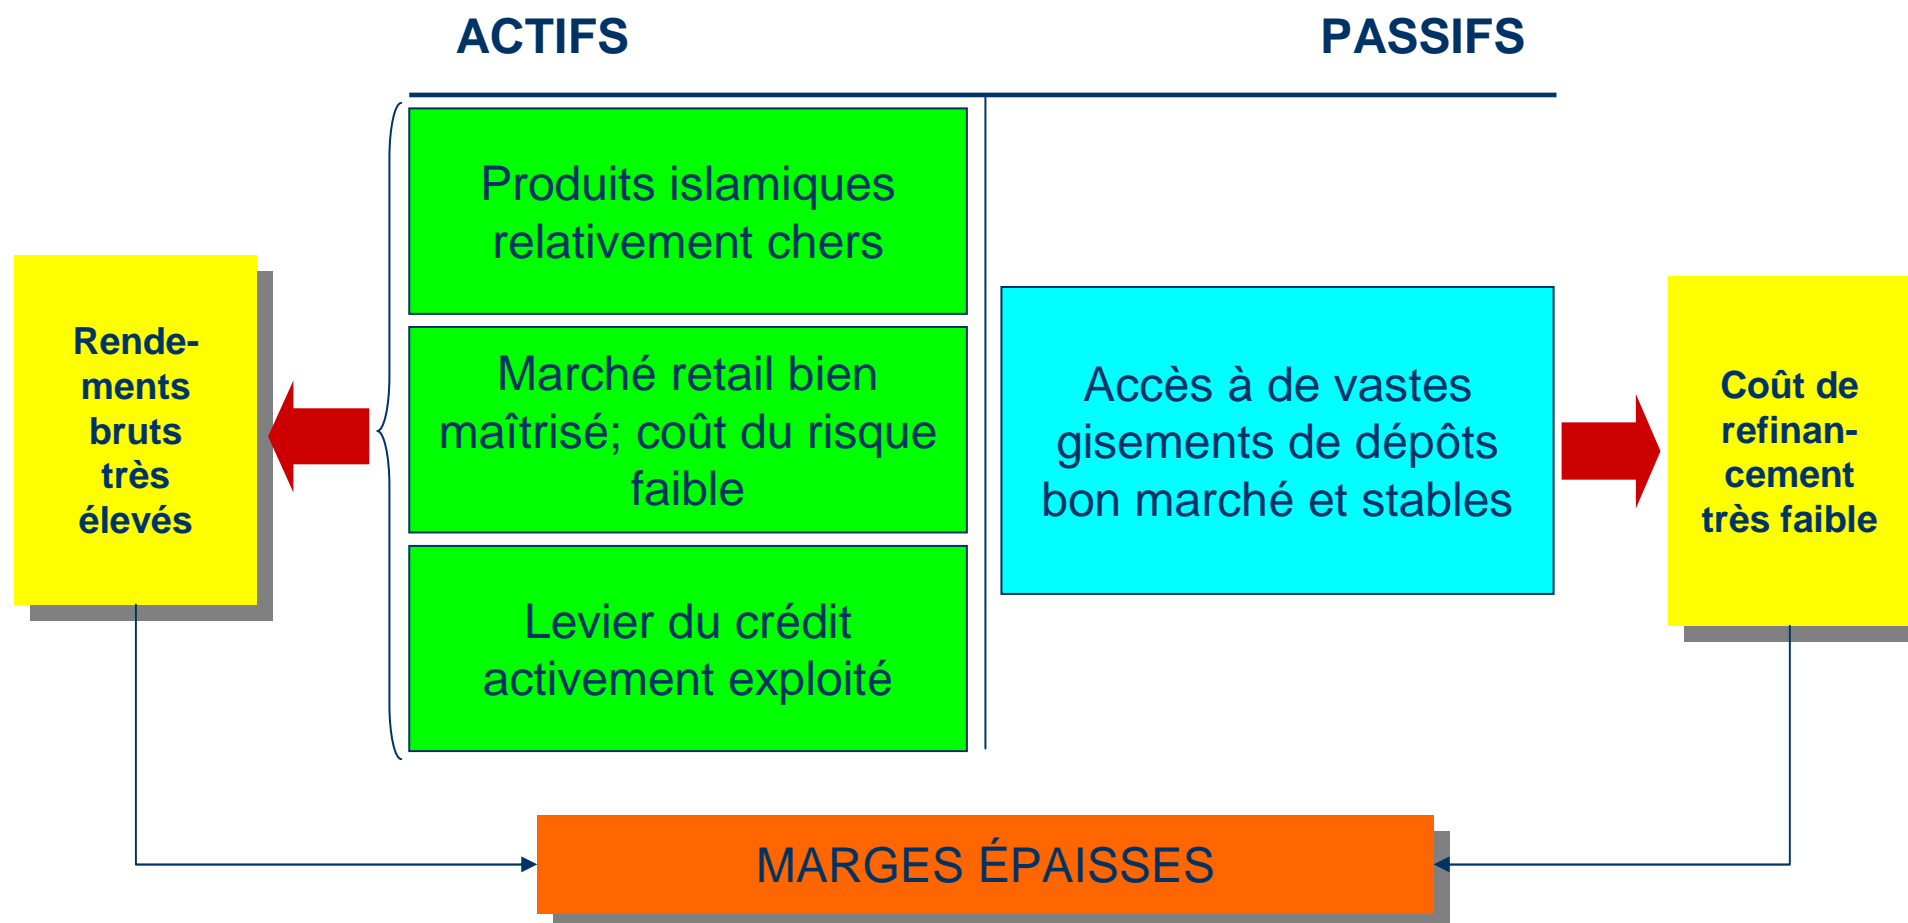 ACTIFS
PASSIFS
Rende-
ments
bruts
très
élevés
Produits islamiques
relativement chers
Marché retail bien
maîtrisé; coût du risque
faible
Levier du crédit
activement exploité
Accès à de vastes
gisements de dépôts
bon marché et stables
Coût de
refinan-
cement
très faible
MARGES ÉPAISSES